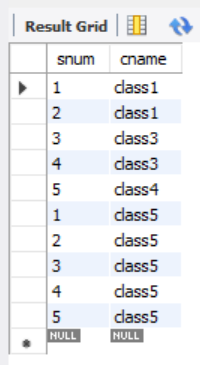 Result Grid
snum cname
1 class1
2 class1
3 class3
4 class3
5 class4
1 class5
2 class5
3 class5
4 class5
5 class5
NULL NULL